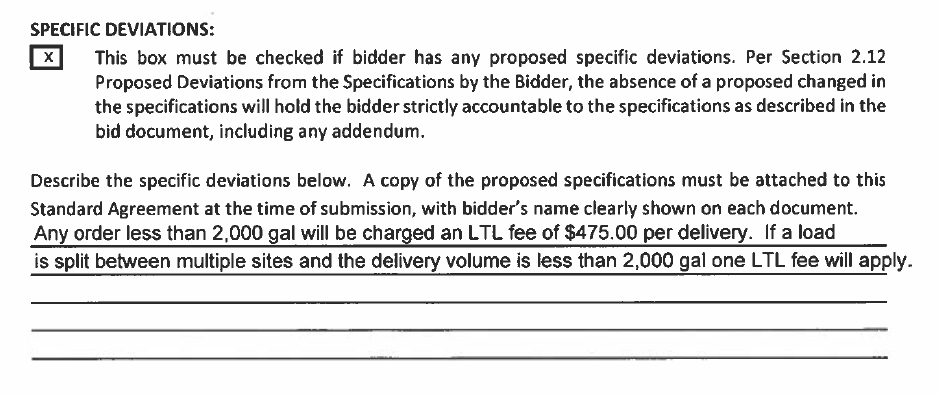 SPECIFIC DEVIATIONS:
X This box must be checked if bidder has any proposed specific deviations. Per Section 2.12
Proposed Deviations from the Specifications by the Bidder, the absence of a proposed changed in
the specifications will hold the bidder strictly accountable to the specifications as described in the
bid document, including any addendum.
Describe the specific deviations below. A copy of the proposed specifications must be attached to this
Standard Agreement at the time of submission, with bidder's name clearly shown on each document.
Any order less than 2,000 gal will be charged an LTL fee of $475.00 per delivery. If a load
is split between multiple sites and the delivery volume is less than 2,000 gal one LTL fee will apply.